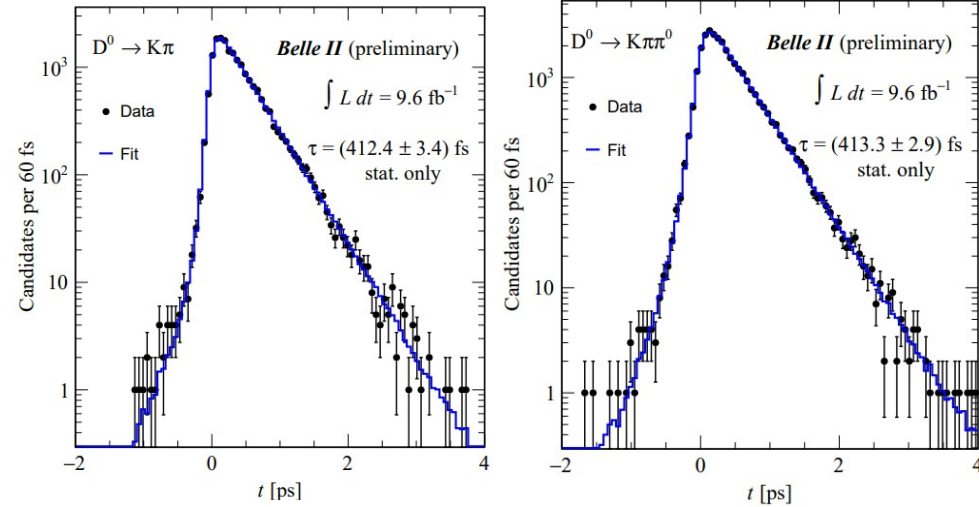 D⁰ → Kπ
Belle II (preliminary)
∫ L dt = 9.6 fb⁻¹
Data
Fit
τ = (412.4 ± 3.4) fs
stat. only
Candidates per 60 fs
10³
10²
10
1
−2
0
2
4
t [ps]
D⁰ → Kππ⁰
Belle II (preliminary)
∫ L dt = 9.6 fb⁻¹
Data
Fit
τ = (413.3 ± 2.9) fs
stat. only
Candidates per 60 fs
10³
10²
10
1
−2
0
2
4
t [ps]